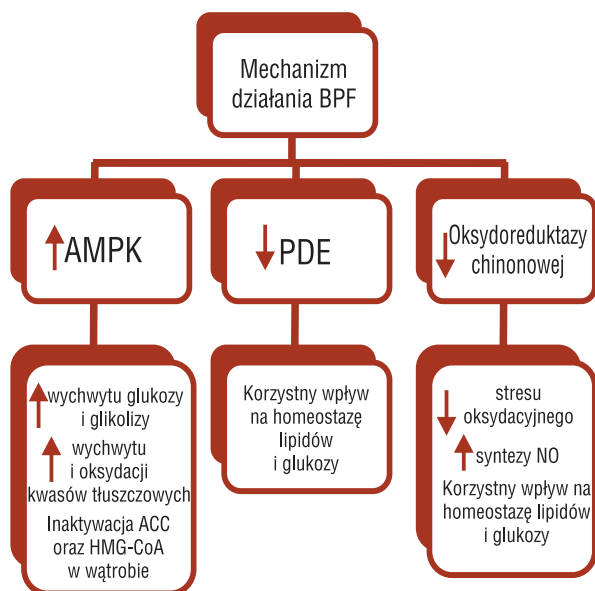 Mechanizm
działania BPF
AMPK
PDE
Oksydoreduktazy
chinonowej
wychwytu glukozy
i glikolizy
wychwytu
i oksydacji
kwasów tłuszczowych
Inaktywacja ACC
oraz HMG-CoA
w wątrobie
Korzystny wpływ
na homeostazę
lipidów
i glukozy
stresu
oksydacyjnego
syntezy NO
Korzystny wpływ na
homeostazę lipidów
i glukozy